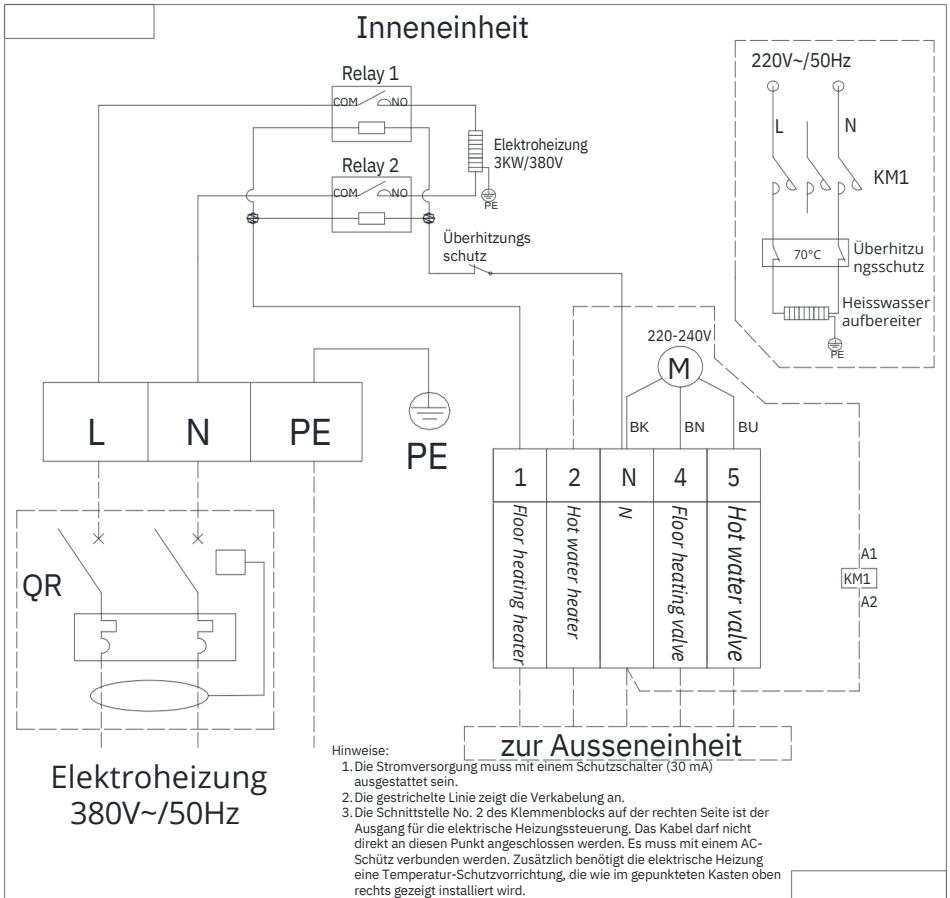 Inneneinheit
Relay 1
COM
NO
Elektroheizung
3KW/380V
PE
Relay 2
COM
NO
Überhitzungs
schutz
220V~/50Hz
L
N
KM1
70°C
Überhitzu
ngsschutz
Heisswasser
aufbereiter
PE
220-240V
M
BK
BN
BU
L
N
PE
PE
1
2
N
4
5
Floor heating heater
Hot water heater
N
Floor heating valve
Hot water valve
A1
KM1
A2
QR
zur Ausseneinheit
Elektroheizung
380V~/50Hz
Hinweise:
1. Die Stromversorgung muss mit einem Schutzschalter (30 mA)
ausgestattet sein.
2. Die gestrichelte Linie zeigt die Verkabelung an.
3. Die Schnittstelle No. 2 des Klemmenblocks auf der rechten Seite ist der
Ausgang für die elektrische Heizungssteuerung. Das Kabel darf nicht
direkt an diesen Punkt angeschlossen werden. Es muss mit einem AC-
Schütz verbunden werden. Zusätzlich benötigt die elektrische Heizung
eine Temperatur-Schutzvorrichtung, die wie im gepunkteten Kasten oben
rechts gezeigt installiert wird.